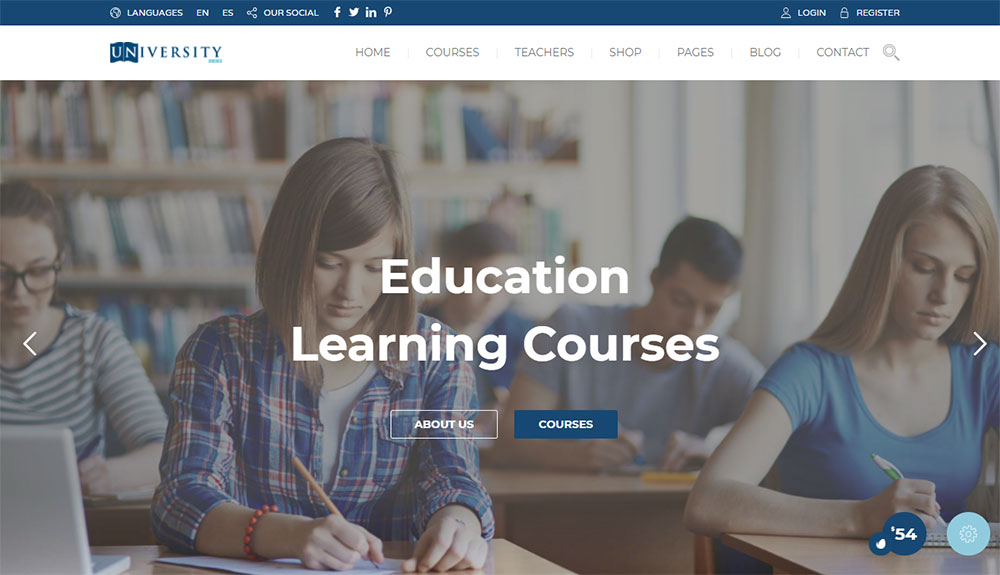 LANGUAGES EN ES OUR SOCIAL LOGIN REGISTER
UNIVERSITY HOME COURSES TEACHERS SHOP PAGES BLOG CONTACT
Education
Learning Courses
ABOUT US COURSES
$54